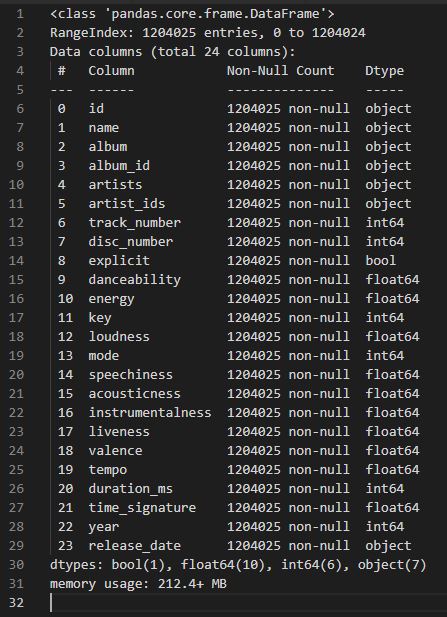 1 <class 'pandas.core.frame.DataFrame'>
2 RangeIndex: 1204025 entries, 0 to 1204024
3 Data columns (total 24 columns):
4  #   Column            Non-Null Count    Dtype
5 ---  ------            --------------    -----
6  0   id                1204025 non-null  object
7  1   name              1204025 non-null  object
8  2   album             1204025 non-null  object
9  3   album_id          1204025 non-null  object
10  4   artists           1204025 non-null  object
11  5   artist_ids        1204025 non-null  object
12  6   track_number      1204025 non-null  int64
13  7   disc_number       1204025 non-null  int64
14  8   explicit          1204025 non-null  bool
15  9   danceability      1204025 non-null  float64
16  10  energy            1204025 non-null  float64
17  11  key               1204025 non-null  int64
18  12  loudness          1204025 non-null  float64
19  13  mode              1204025 non-null  int64
20  14  speechiness       1204025 non-null  float64
21  15  acousticness      1204025 non-null  float64
22  16  instrumentalness  1204025 non-null  float64
23  17  liveness          1204025 non-null  float64
24  18  valence           1204025 non-null  float64
25  19  tempo             1204025 non-null  float64
26  20  duration_ms       1204025 non-null  int64
27  21  time_signature    1204025 non-null  float64
28  22  year              1204025 non-null  int64
29  23  release_date      1204025 non-null  object
30 dtypes: bool(1), float64(10), int64(6), object(7)
31 memory usage: 212.4+ MB
32